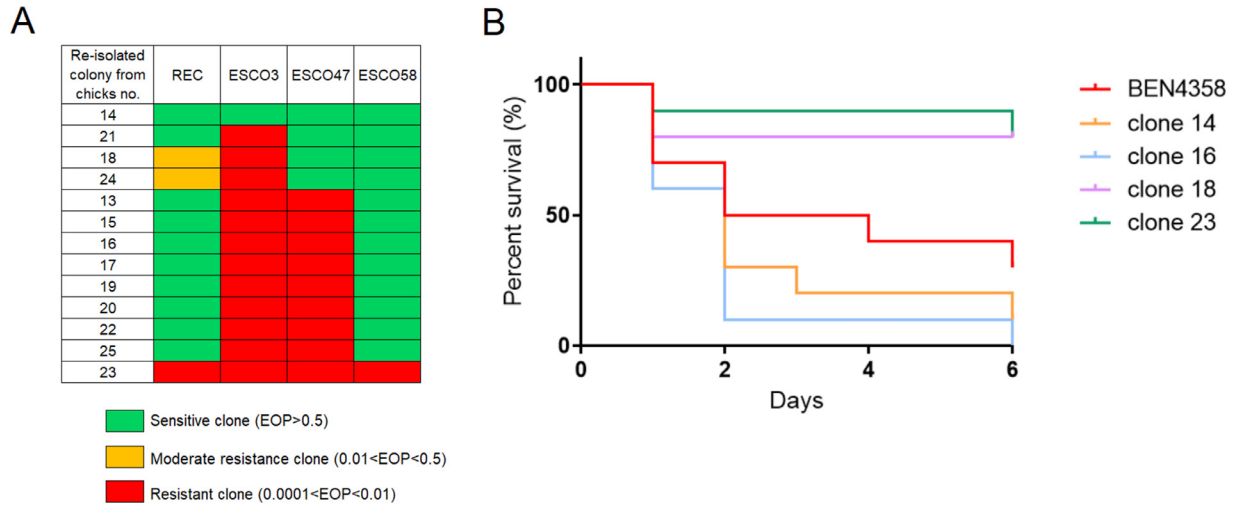 A
Re-isolated
colony from
chicks no.
REC
ESCO3
ESCO47
ESCO58
14
21
18
24
13
15
16
17
19
20
22
25
23
Sensitive clone (EOP>0.5)
Moderate resistance clone (0.01<EOP<0.5)
Resistant clone (0.0001<EOP<0.01)
B
Percent survival (%)
100
50
0
0
2
4
6
Days
BEN4358
clone 14
clone 16
clone 18
clone 23